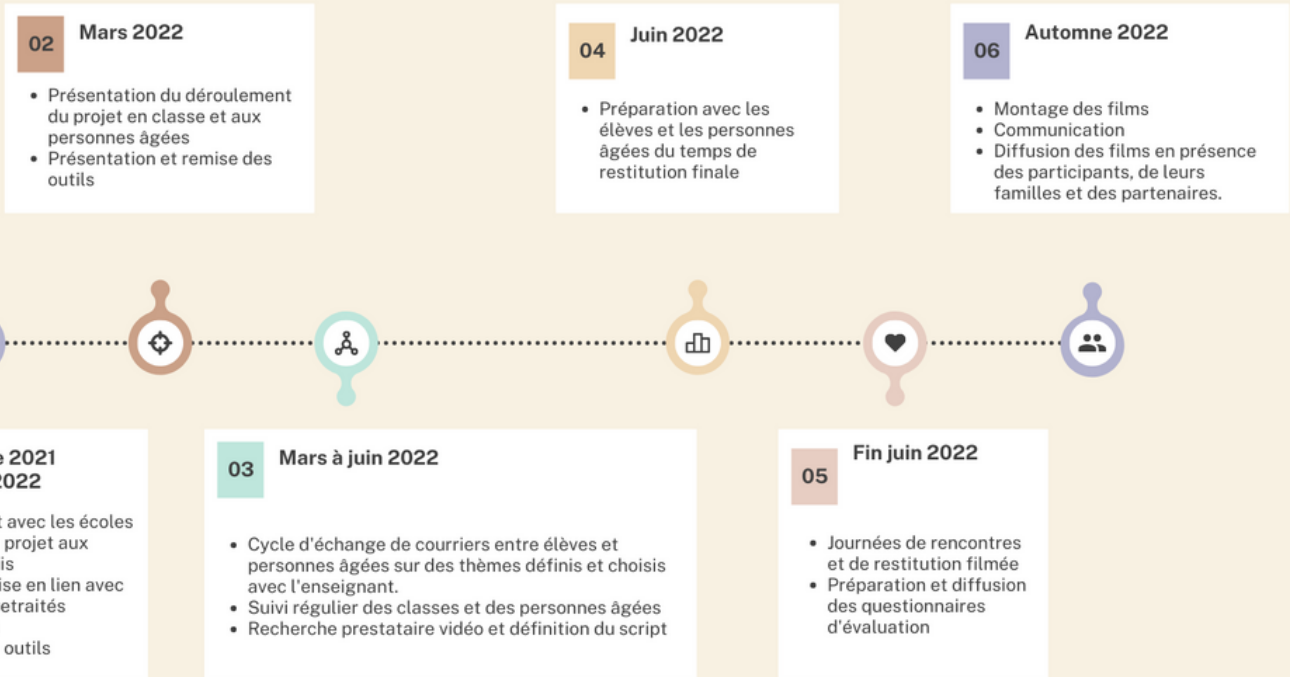 02
Mars 2022
• Présentation du déroulement
du projet en classe et aux
personnes âgées
• Présentation et remise des
outils
04
Juin 2022
• Préparation avec les
élèves et les personnes
âgées du temps de
restitution finale
06
Automne 2022
• Montage des films
• Communication
• Diffusion des films en présence
des participants, de leurs
familles et des partenaires.
2021
avec les écoles
projet aux
en lien avec
outils
03
Mars à juin 2022
• Cycle d'échange de courriers entre élèves et
personnes âgées sur des thèmes définis et choisis
avec l'enseignant.
• Suivi régulier des classes et des personnes âgées
• Recherche prestataire vidéo et définition du script
05
Fin juin 2022
• Journées de rencontres
et de restitution filmée
• Préparation et diffusion
des questionnaires
d'évaluation